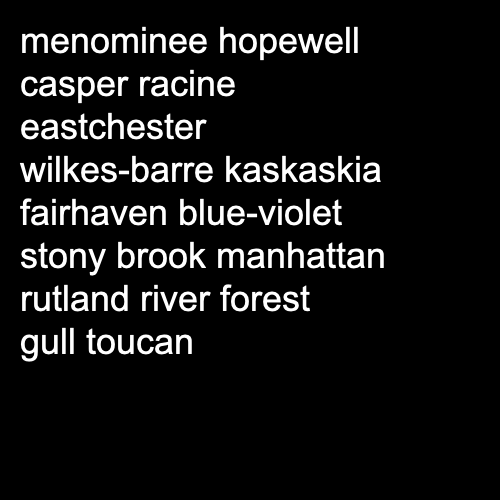 menominee hopewell
casper racine
eastchester
wilkes-barre kaskaskia
fairhaven blue-violet
stony brook manhattan
rutland river forest
gull toucan